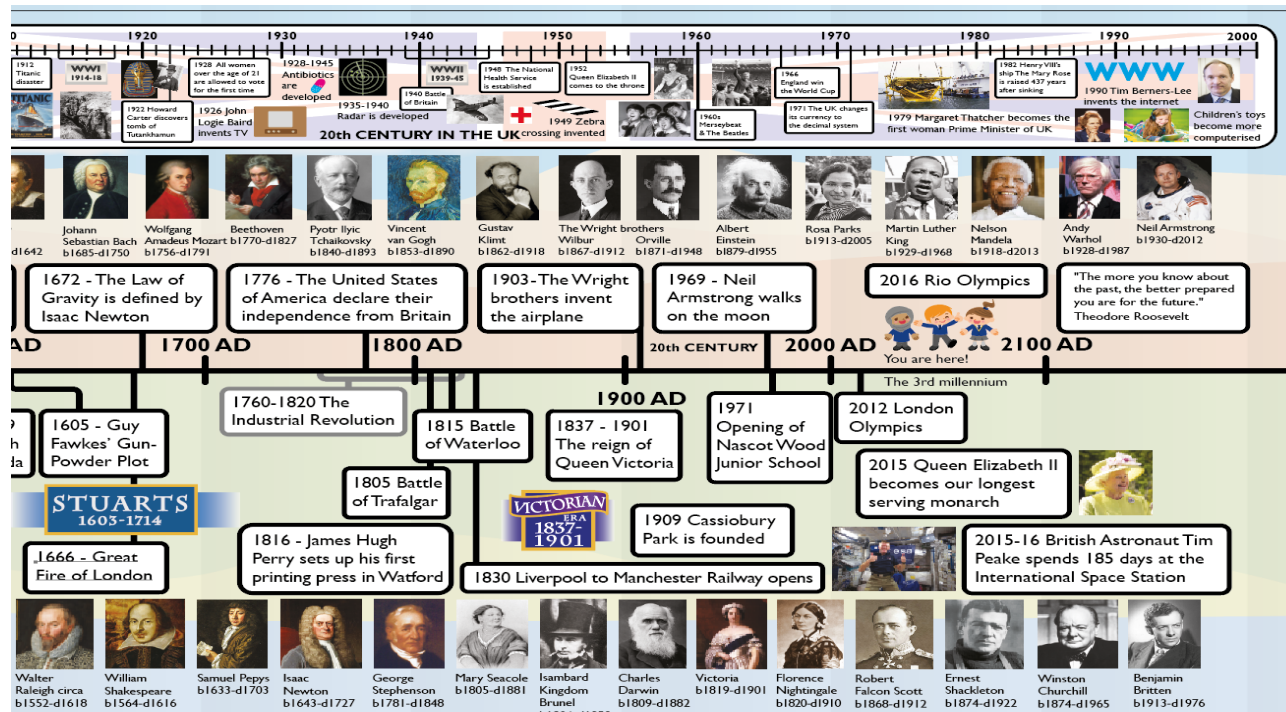 1920
1930
1940
1950
1960
1970
1980
1990
2000
1912
Titanic
disaster
TITANIC
WWI
1914-18
1922 Howard
Carter discovers
tomb of
Tutankhamun
1928 All women
over the age of 21
are allowed to vote
for the first time
1926 John
Logie Baird
invents TV
1928-1945
Antibiotics
are
developed
1935-1940
Radar is developed
20th CENTURY IN THE UK
1940 Battle
of Britain
WWII
1939-45
1948 The National
Health Service
is established
1949 Zebra
crossing invented
1952
Queen Elizabeth II
comes to the throne
1960s
Merseybeat
& The Beatles
1966
England win
the World Cup
1971 The UK changes
its currency to
the decimal system
1979 Margaret Thatcher becomes the
first woman Prime Minister of UK
1982 Henry VIII's
ship The Mary Rose
is raised 437 years
after sinking
WWW
1990 Tim Berners-Lee
invents the internet
Children's toys
become more
computerised
d1642
Johann
Sebastian Bach
b1685-d1750
Wolfgang
Amadeus Mozart
b1756-d1791
Beethoven
b1770-d1827
Pyotr Ilyic
Tchaikovsky
b1840-d1893
Vincent
van Gogh
b1853-d1890
Gustav
Klimt
b1862-d1918
The Wright brothers
Wilbur
b1867-d1912
Orville
b1871-d1948
Albert
Einstein
b1879-d1955
Rosa Parks
b1913-d2005
Martin Luther
King
b1929-d1968
Nelson
Mandela
b1918-d2013
Andy
Warhol
b1928-d1987
Neil Armstrong
b1930-d2012
1672 - The Law of
Gravity is defined by
Isaac Newton
1776 - The United States
of America declare their
independence from Britain
1903-The Wright
brothers invent
the airplane
1969 - Neil
Armstrong walks
on the moon
2016 Rio Olympics
"The more you know about
the past, the better prepared
you are for the future."
Theodore Roosevelt
AD
1700 AD
1800 AD
20th CENTURY
2000 AD
You are here!
2100 AD
The 3rd millennium
1605 - Guy
Fawkes' Gun-
Powder Plot
1760-1820 The
Industrial Revolution
1815 Battle
of Waterloo
1900 AD
1837 - 1901
The reign of
Queen Victoria
1971
Opening of
Nascot Wood
Junior School
2012 London
Olympics
1805 Battle
of Trafalgar
2015 Queen Elizabeth II
becomes our longest
serving monarch
STUARTS
1603-1714
VICTORIAN
ERA
1837-
1901
1909 Cassiobury
Park is founded
1666 - Great
Fire of London
1816 - James Hugh
Perry sets up his first
printing press in Watford
1830 Liverpool to Manchester Railway opens
2015-16 British Astronaut Tim
Peake spends 185 days at the
International Space Station
Walter
Raleigh circa
b1552-d1618
William
Shakespeare
b1564-d1616
Samuel Pepys
b1633-d1703
Isaac
Newton
b1643-d1727
George
Stephenson
b1781-d1848
Mary Seacole
b1805-d1881
Isambard
Kingdom
Brunel
Charles
Darwin
b1809-d1882
Victoria
b1819-d1901
Florence
Nightingale
b1820-d1910
Robert
Falcon Scott
b1868-d1912
Ernest
Shackleton
b1874-d1922
Winston
Churchill
b1874-d1965
Benjamin
Britten
b1913-d1976